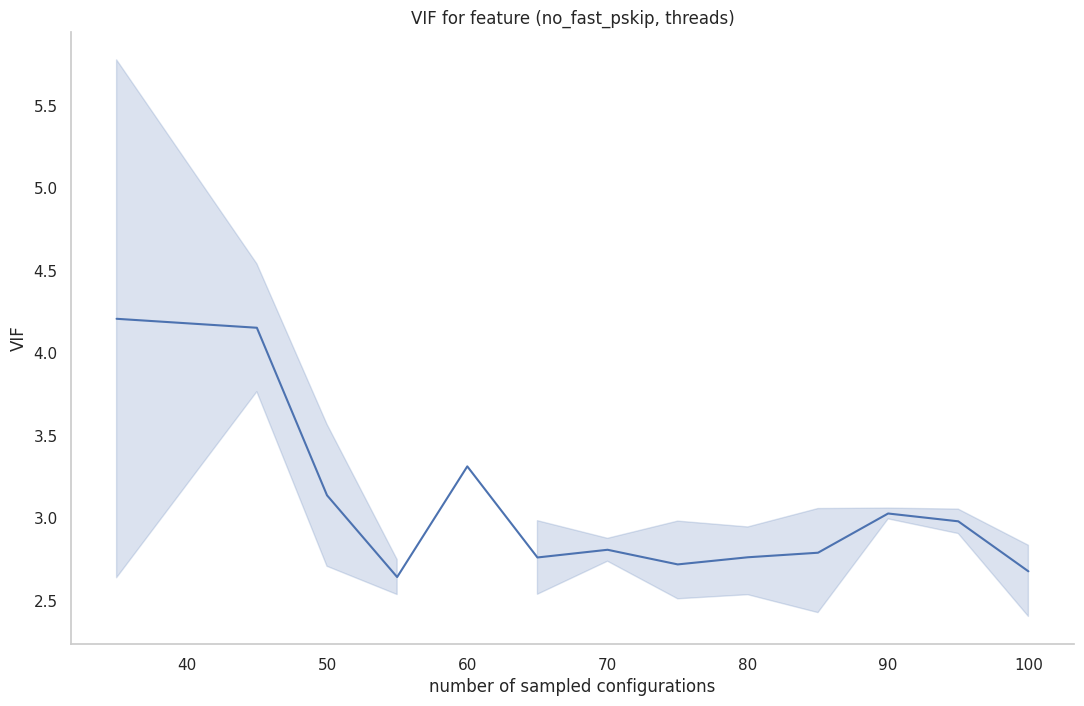 VIF for feature (no_fast_pskip, threads)
5.5
5.0
4.5
4.0
3.5
3.0
2.5
VIF
40 50 60 70 80 90 100
number of sampled configurations